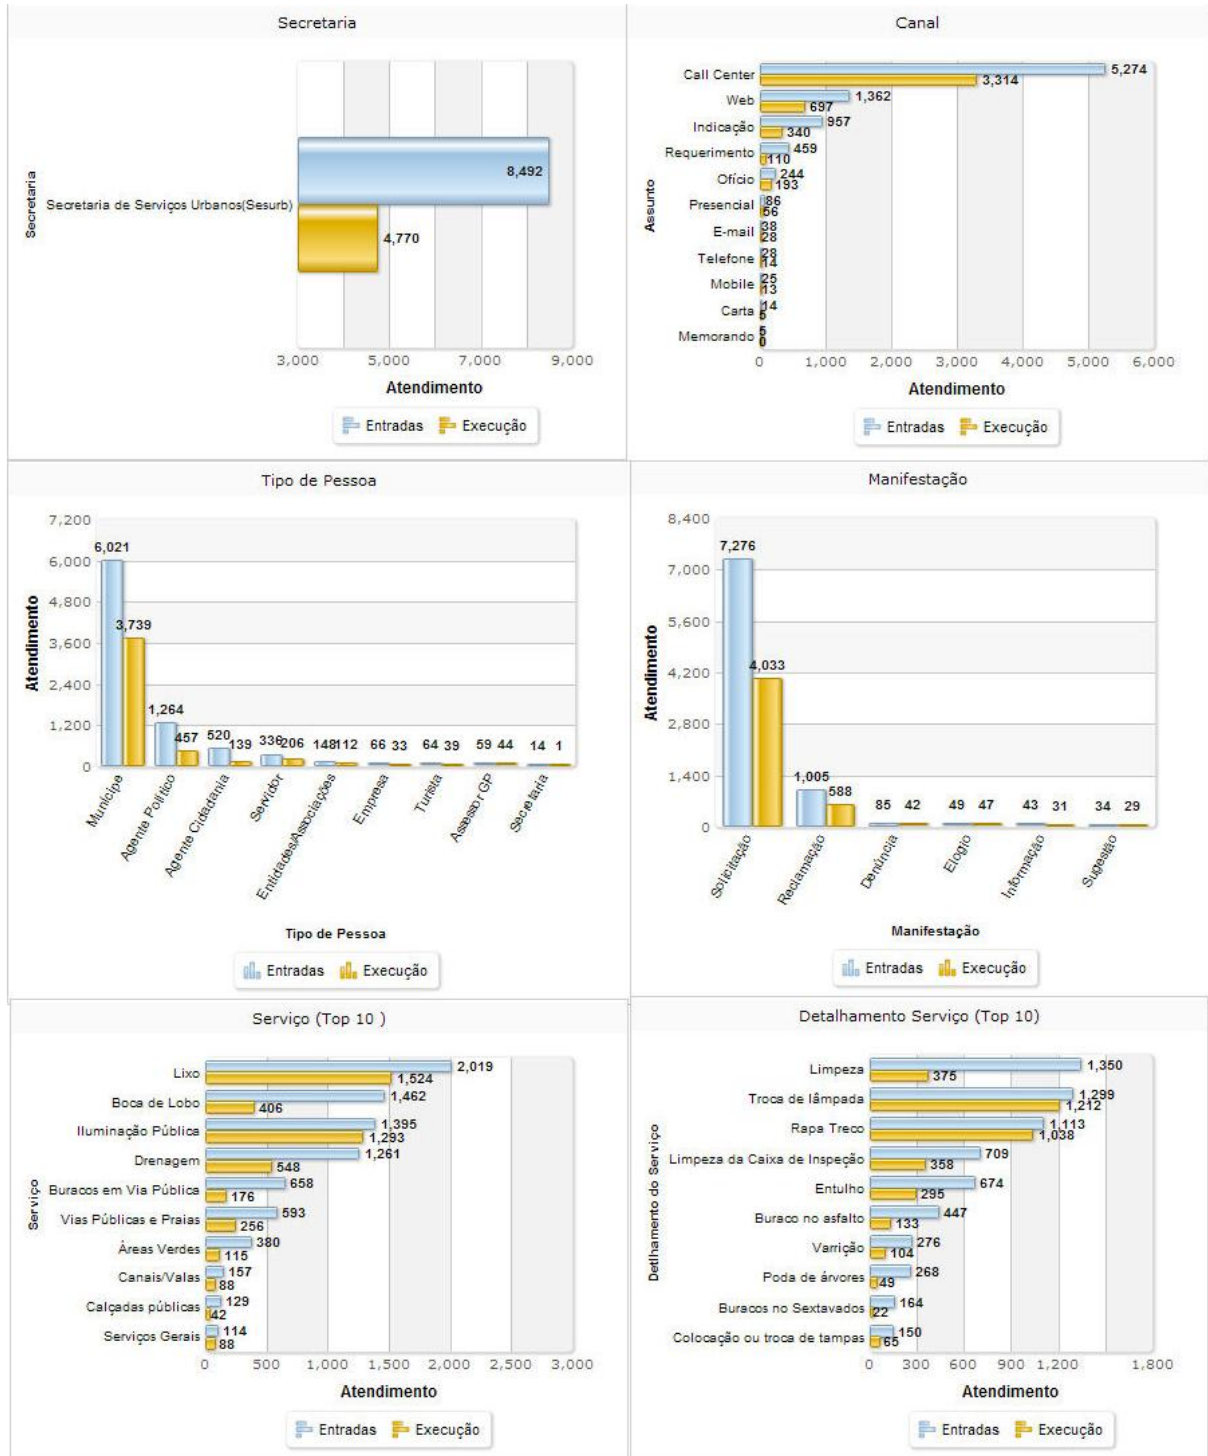 Secretaria
Secretaria
Secretaria de Serviços Urbanos(Sesurb)
8,492
4,770
3,000 5,000 7,000 9,000
Atendimento
Entradas Execução
Canal
Assunto
Call Center 5,274
3,314
Web 1,362
697
Indicação 957
340
Requerimento 459
110
Ofício 244
193
Presencial 86
56
E-mail 38
28
Telefone 28
14
Mobile 25
13
Carta 14
5
Memorando 5
0
0 1,000 2,000 3,000 4,000 5,000 6,000
Atendimento
Entradas Execução
Tipo de Pessoa
Atendimento
7,200
6,000
4,800
3,600
2,400
1,200
0
6,021 3,739 1,264 457 520 139 336 206 148 112 66 33 64 39 59 44 14 1
Munícipe Agente Político Agente Cidadania Servidor Entidades/Associações Empresa Turista Assessor GP Secretaria
Tipo de Pessoa
Entradas Execução
Manifestação
Atendimento
8,400
7,000
5,600
4,200
2,800
1,400
0
7,276 4,033 1,005 588 85 42 49 47 43 31 34 29
Solicitação Reclamação Denúncia Elogio Informação Sugestão
Manifestação
Entradas Execução
Serviço (Top 10 )
Serviço
Lixo 2,019
1,524
Boca de Lobo 1,462
406
Iluminação Pública 1,395
1,293
Drenagem 1,261
548
Buracos em Via Pública 658
176
Vias Públicas e Praias 593
256
Áreas Verdes 380
115
Canais/Valas 157
88
Calçadas públicas 129
42
Serviços Gerais 114
88
0 500 1,000 1,500 2,000 2,500 3,000
Atendimento
Entradas Execução
Detalhamento Serviço (Top 10)
Detlhamento do Serviço
Limpeza 1,350
375
Troca de lâmpada 1,299
1,212
Rapa Treco 1,113
1,038
Limpeza da Caixa de Inspeção 709
358
Entulho 674
295
Buraco no asfalto 447
133
Varrição 276
104
Poda de árvores 268
49
Buracos no Sextavados 164
22
Colocação ou troca de tampas 150
65
0 300 600 900 1,200 1,800
Atendimento
Entradas Execução